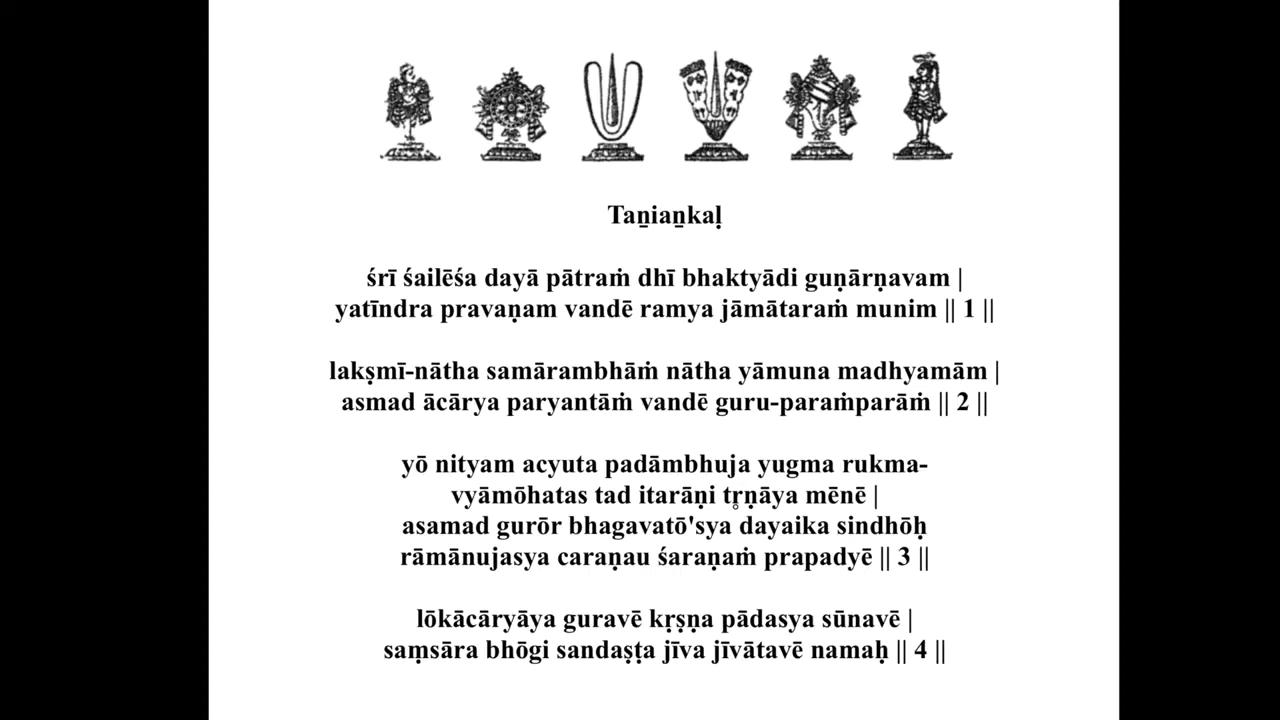 Taṉiaṉkaḷ
śrī śailēśa dayā pātraṁ dhī bhaktyādi guṇārṇavam |
yatīndra pravaṇam vandē ramya jāmātaraṁ munim || 1 ||
lakṣmī-nātha samārambhāṁ nātha yāmuna madhyamām |
asmad ācārya paryantāṁ vandē guru-paraṁparāṁ || 2 ||
yō nityam acyuta padāmbhuja yugma rukma-
vyāmōhatas tad itarāṇi tr̥ṇāya mēnē |
asamad gurōr bhagavatō'sya dayaika sindhōḥ
rāmānujasya caraṇau śaraṇaṁ prapadyē || 3 ||
lōkācāryāya guravē kṛṣṇa pādasya sūnavē |
saṃsāra bhōgi sandaṣṭa jīva jīvātavē namaḥ || 4 ||